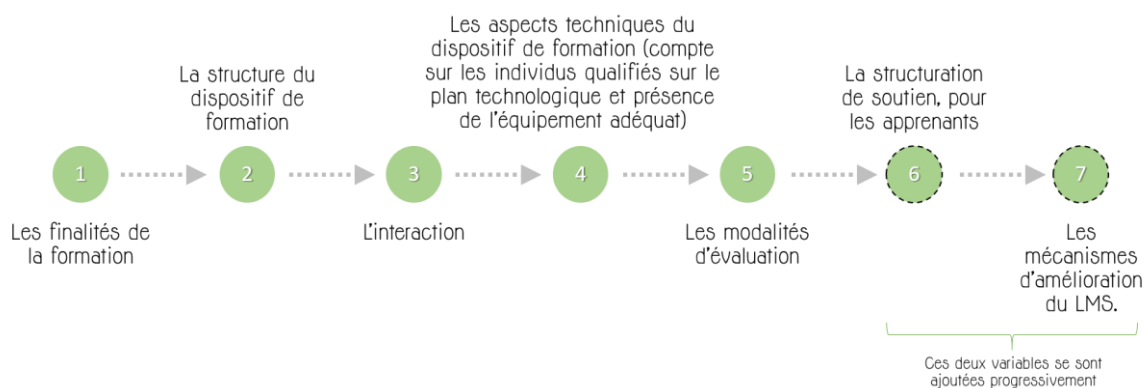 1
Les finalités de
la formation
La structure du
dispositif de
formation
2
3
L'interaction
Les aspects techniques du
dispositif de formation (compte
sur les individus qualifiés sur le
plan technologique et présence
de l'équipement adéquat)
4
5
Les modalités
d'évaluation
La structuration
de soutien, pour
les apprenants
6
7
Les
mécanismes
d'amélioration
du LMS.
Ces deux variables se sont
ajoutées progressivement